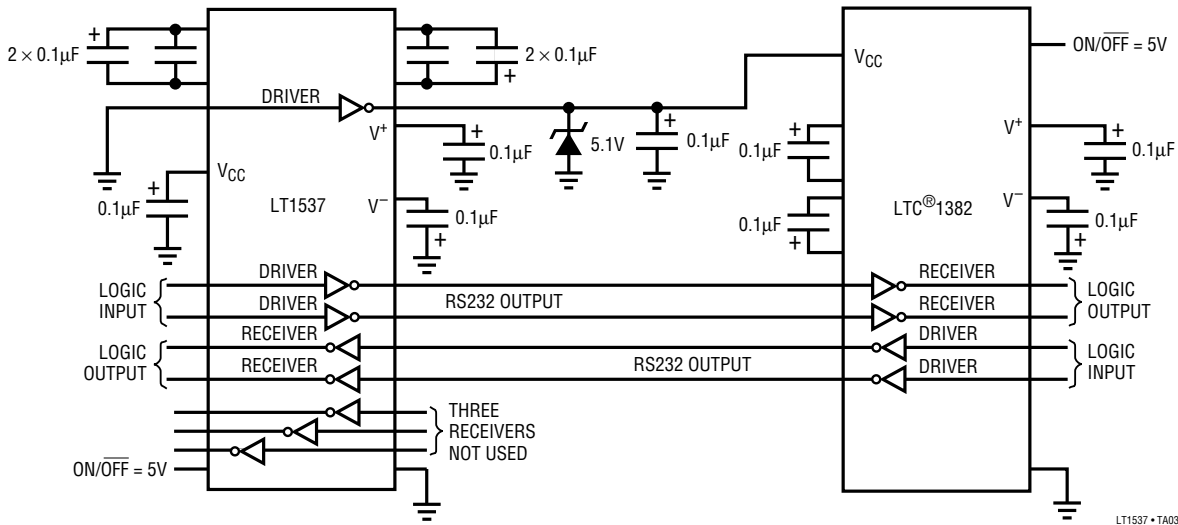 2 × 0.1µF
2 × 0.1µF
ON/OFF = 5V
VCC
DRIVER
V+
V+
5.1V
0.1µF
0.1µF
0.1µF
0.1µF
VCC
0.1µF
LT1537
V−
0.1µF
0.1µF
LTC®1382
V−
0.1µF
DRIVER
RECEIVER
LOGIC
INPUT
RS232 OUTPUT
LOGIC
OUTPUT
DRIVER
RECEIVER
RECEIVER
DRIVER
LOGIC
OUTPUT
RS232 OUTPUT
LOGIC
INPUT
RECEIVER
DRIVER
THREE
RECEIVERS
NOT USED
ON/OFF = 5V
LT1537 • TA03